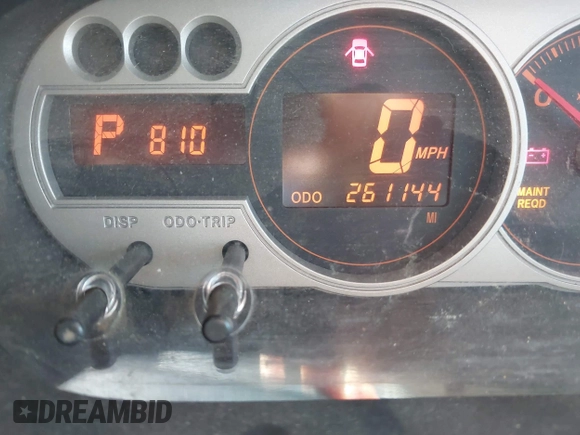 P 810
0 MPH
ODO 261144
MI
MAINT
REQD
DISP ODO·TRIP
DREAMBID